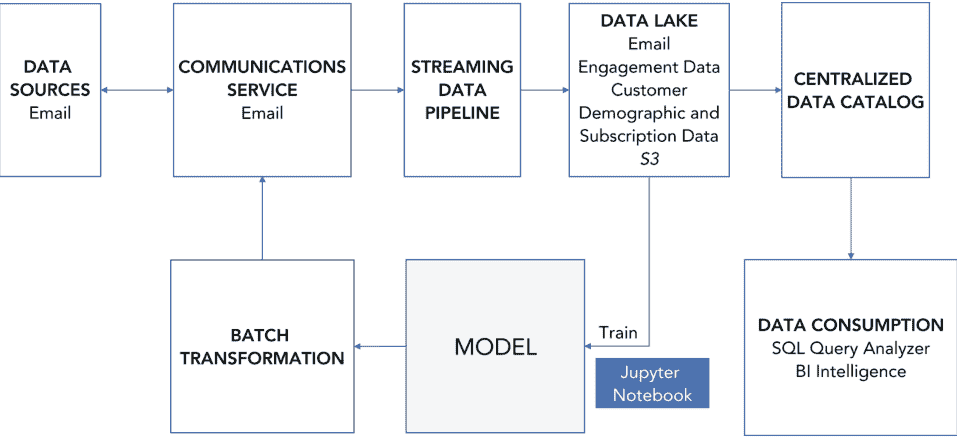 DATA
SOURCES
Email
COMMUNICATIONS
SERVICE
Email
STREAMING
DATA
PIPELINE
DATA LAKE
Email
Engagement Data
Customer
Demographic and
Subscription Data
S3
CENTRALIZED
DATA CATALOG
BATCH
TRANSFORMATION
MODEL
Train
Jupyter
Notebook
DATA CONSUMPTION
SQL Query Analyzer
BI Intelligence